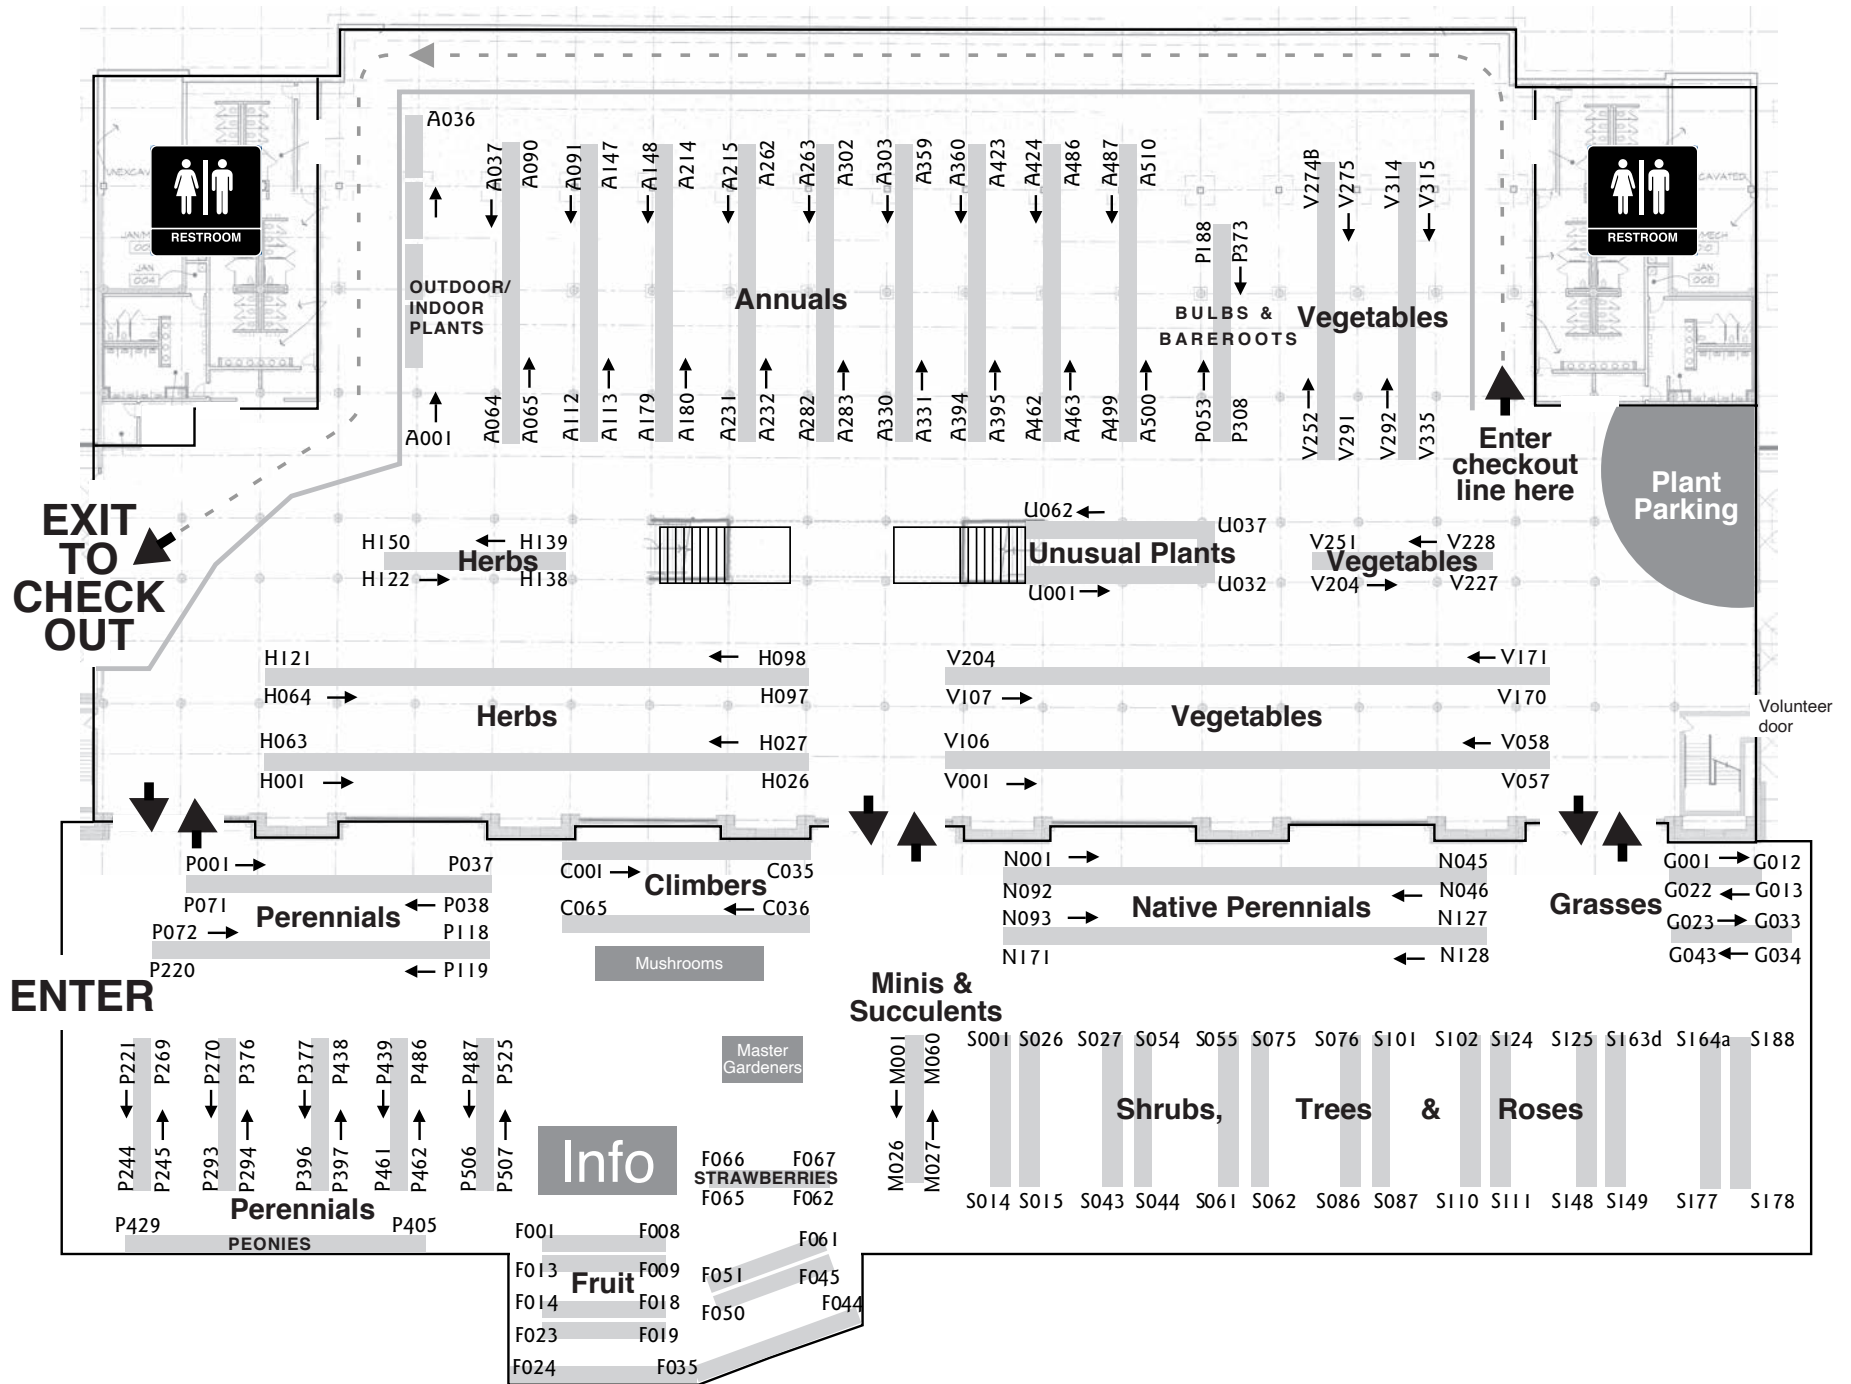 A036
A037
A090
A091
A147
A148
A214
A215
A262
A263
A302
A303
A359
A360
A423
A424
A486
A487
A510
V274B
V275
V314
V315
RESTROOM
RESTROOM
P188
P373
OUTDOOR/
INDOOR
PLANTS
Annuals
BULBS &
BAREROOTS
Vegetables
A001
A064
A065
A112
A113
A179
A180
A231
A232
A282
A283
A330
A331
A394
A395
A462
A463
A499
A500
P053
P308
V252
V291
V292
V335
Enter
checkout
line here
Plant
Parking
EXIT
TO
CHECK
OUT
H150
H139
Herbs
H122
H138
U062
U037
Unusual Plants
U001
U032
V251
V228
Vegetables
V204
V227
H121
H098
H064
H097
Herbs
H063
H027
H001
H026
V204
V171
V107
V170
Vegetables
V106
V058
V001
V057
Volunteer
door
P001
P037
P071
P038
Perennials
P072
P118
P220
P119
C001
C035
Climbers
C065
C036
Mushrooms
N001
N045
N092
N046
Native Perennials
N093
N127
N171
N128
Grasses
G001
G012
G022
G013
G023
G033
G043
G034
ENTER
Minis &
Succulents
Master
Gardeners
P221
P269
P270
P376
P377
P438
P439
P486
P487
P525
P244
P245
P293
P294
P396
P397
P461
P462
P506
P507
Perennials
P429
P405
PEONIES
Info
F066
F067
STRAWBERRIES
F065
F062
M001
M060
M026
M027
S001
S026
S027
S054
S055
S075
S076
S101
S102
S124
S125
S163d
S164a
S188
Shrubs, Trees & Roses
S014
S015
S043
S044
S061
S062
S086
S087
S110
S111
S148
S149
S177
S178
F001
F008
F013
F009
Fruit
F014
F018
F023
F019
F024
F035
F061
F051
F045
F050
F044